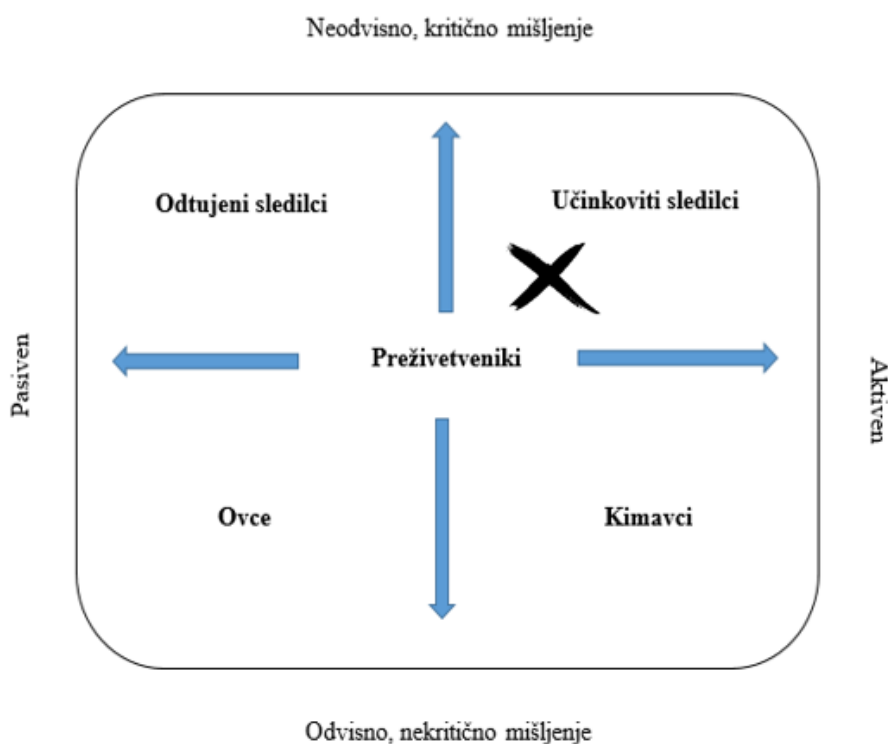 Neodvisno, kritično mišljenje
Odtujeni sledilci
Učinkoviti sledilci
Pasiven
Preživetveniki
Aktiven
Ovce
Kimavci
Odvisno, nekritično mišljenje